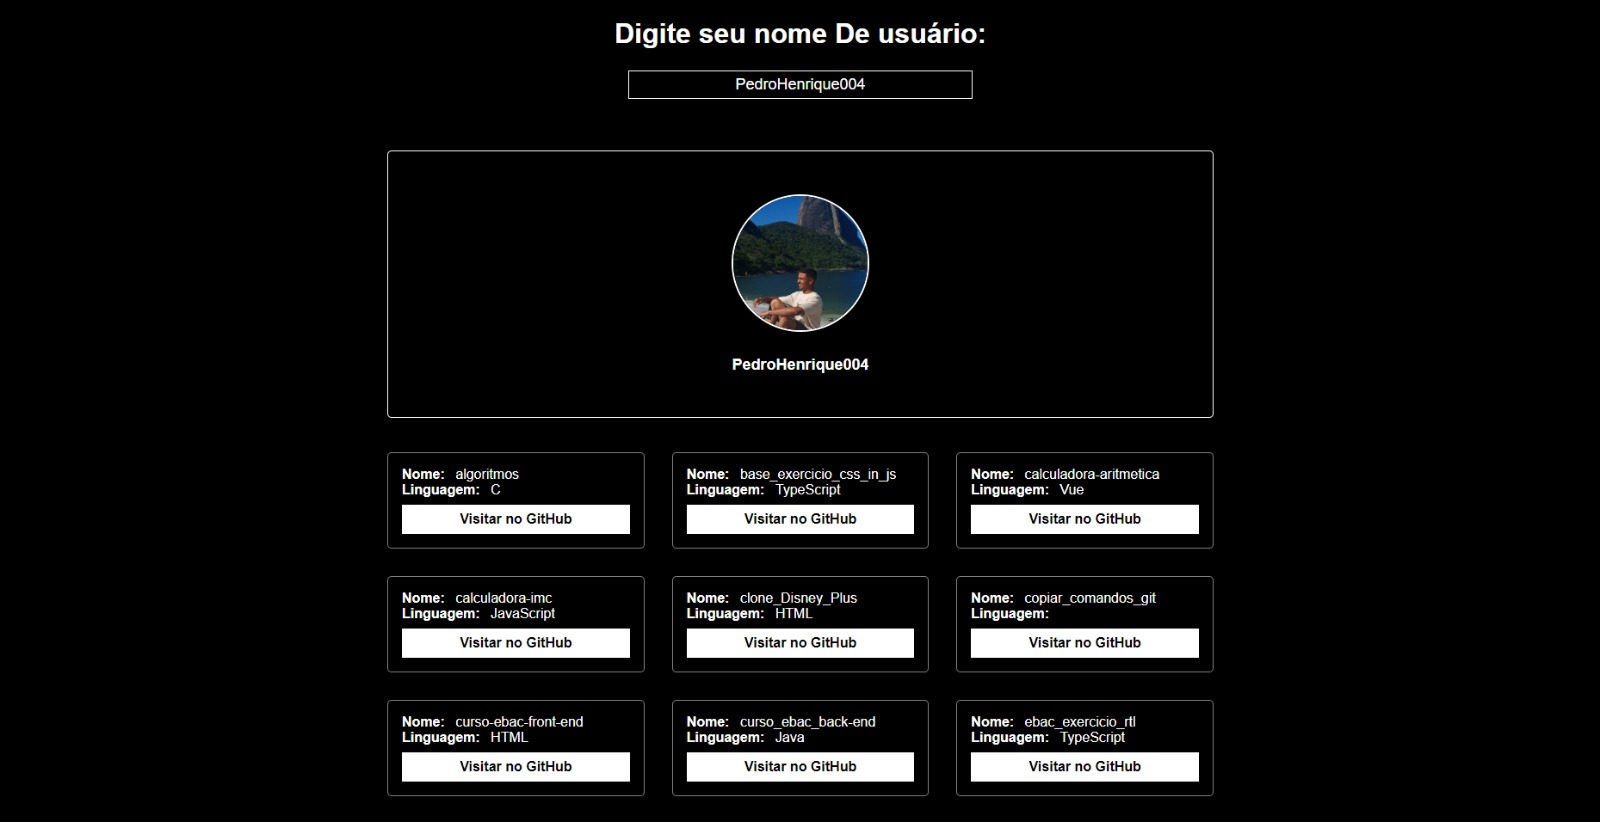 Digite seu nome De usuário:
PedroHenrique004
PedroHenrique004
Nome: algoritmos
Linguagem: C
Visitar no GitHub
Nome: base_exercicio_css_in_js
Linguagem: TypeScript
Visitar no GitHub
Nome: calculadora-aritmetica
Linguagem: Vue
Visitar no GitHub
Nome: calculadora-imc
Linguagem: JavaScript
Visitar no GitHub
Nome: clone_Disney_Plus
Linguagem: HTML
Visitar no GitHub
Nome: copiar_comandos_git
Linguagem:
Visitar no GitHub
Nome: curso-ebac-front-end
Linguagem: HTML
Visitar no GitHub
Nome: curso_ebac_back-end
Linguagem: Java
Visitar no GitHub
Nome: ebac_exercicio_rtl
Linguagem: TypeScript
Visitar no GitHub